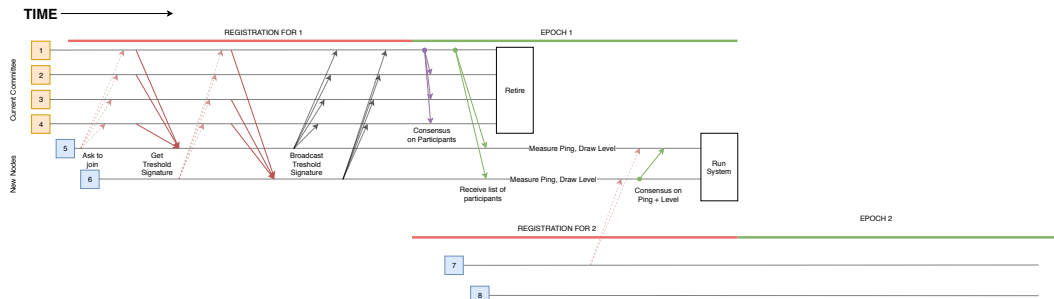 TIME
REGISTRATION FOR 1
EPOCH 1
Current Committee
1
2
3
4
Retire
Consensus
on Participants
New Nodes
5
6
Ask to
join
Get
Treshold
Signature
Broadcast
Treshold
Signature
Measure Ping, Draw Level
Measure Ping, Draw Level
Receive list of
participants
Consensus on
Ping + Level
Run
System
REGISTRATION FOR 2
EPOCH 2
7
8